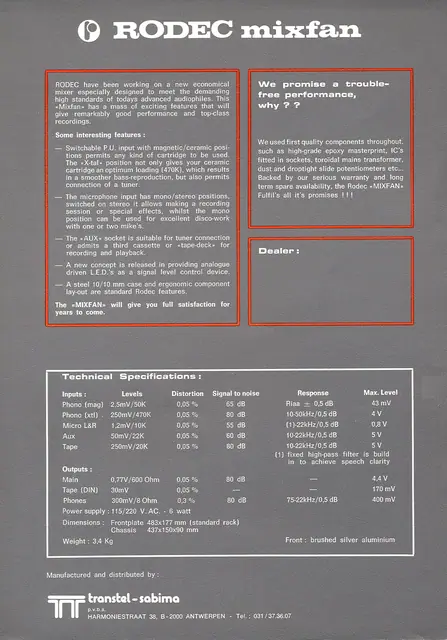 RODEC mixfan
RODEC have been working on a new economical
mixer especially designed to meet the demanding
high standards of todays advanced audiophiles. This
«Mixfan» has a mass of exciting features that will
give remarkably good performance and top-class
recordings.
Some interesting features :
— Switchable P.U. input with magnetic/ceramic posi-
tions permits any kind of cartridge to be used.
The «X-tal» position not only gives your ceramic
cartridge an optimum loading (470K), which results
in a smoother bass-reproduction, but also permits
connection of a tuner.
— The microphone input has mono/stereo positions,
switched on stereo it allows making a recording
session or special effects, whilst the mono
position can be used for excellent disco-work
with one or two mike's.
— The «AUX» socket is suitable for tuner connection
or admits a third cassette or «tape-deck» for
recording and playback.
— A new concept is released in providing analogue
driven L.E.D.'s as a signal level control device.
— A steel 10/10 mm case and ergonomic component
lay-out are standard Rodec features.
The «MIXFAN» will give you full satisfaction for
years to come.
We promise a trouble-
free performance,
why ? ?
We used first quality components throughout.
such as high-grade epoxy masterprint, IC's
fitted in sockets, toroidal mains transformer,
dust and droptight slide potentiometers etc...
Backed by our serious warranty and long
term spare availability, the Rodec «MIXFAN»
Fulfil's all it's promises ! ! !
Dealer :
Technical Specifications :
Inputs : Levels Distortion Signal to noise Response Max. Level
Phono (mag) 2,5mV/50K 0,05 % 65 dB Riaa ± 0,5 dB 43 mV
Phono (xtl) 250mV/470K 0,05 % 80 dB 10-50kHz/0,5 dB 4 V
Micro L&R 1,2mV/10K 0,05 % 55 dB (1)-22kHz/0,5 dB 0,8 V
Aux 50mV/22K 0,05 % 60 dB 10-22kHz/0,5 dB 5 V
Tape 250mV/20K 0,05 % 80 dB 10-22kHz/0,5 dB 5 V
(1) fixed high-pass filter is build
in to achieve speech clarity
Outputs :
Main 0,77V/600 Ohm 0,05 % 80 dB — 4,4 V
Tape (DIN) 30mV 0,05 % — — 170 mV
Phones 300mV/8 Ohm 0,3 % 80 dB 75-22kHz/0,5 dB 400 mV
Power supply : 115/220 V. AC. - 6 watt
Dimensions : Frontplate 483x177 mm (standard rack)
Chassis 437x150x90 mm
Weight : 3,4 Kg Front : brushed silver aluminium
Manufactured and distributed by :
transtel-sabima
p.v.b.a.
HARMONIESTRAAT 38, B-2000 ANTWERPEN - Tel. : 031 / 37.36.07